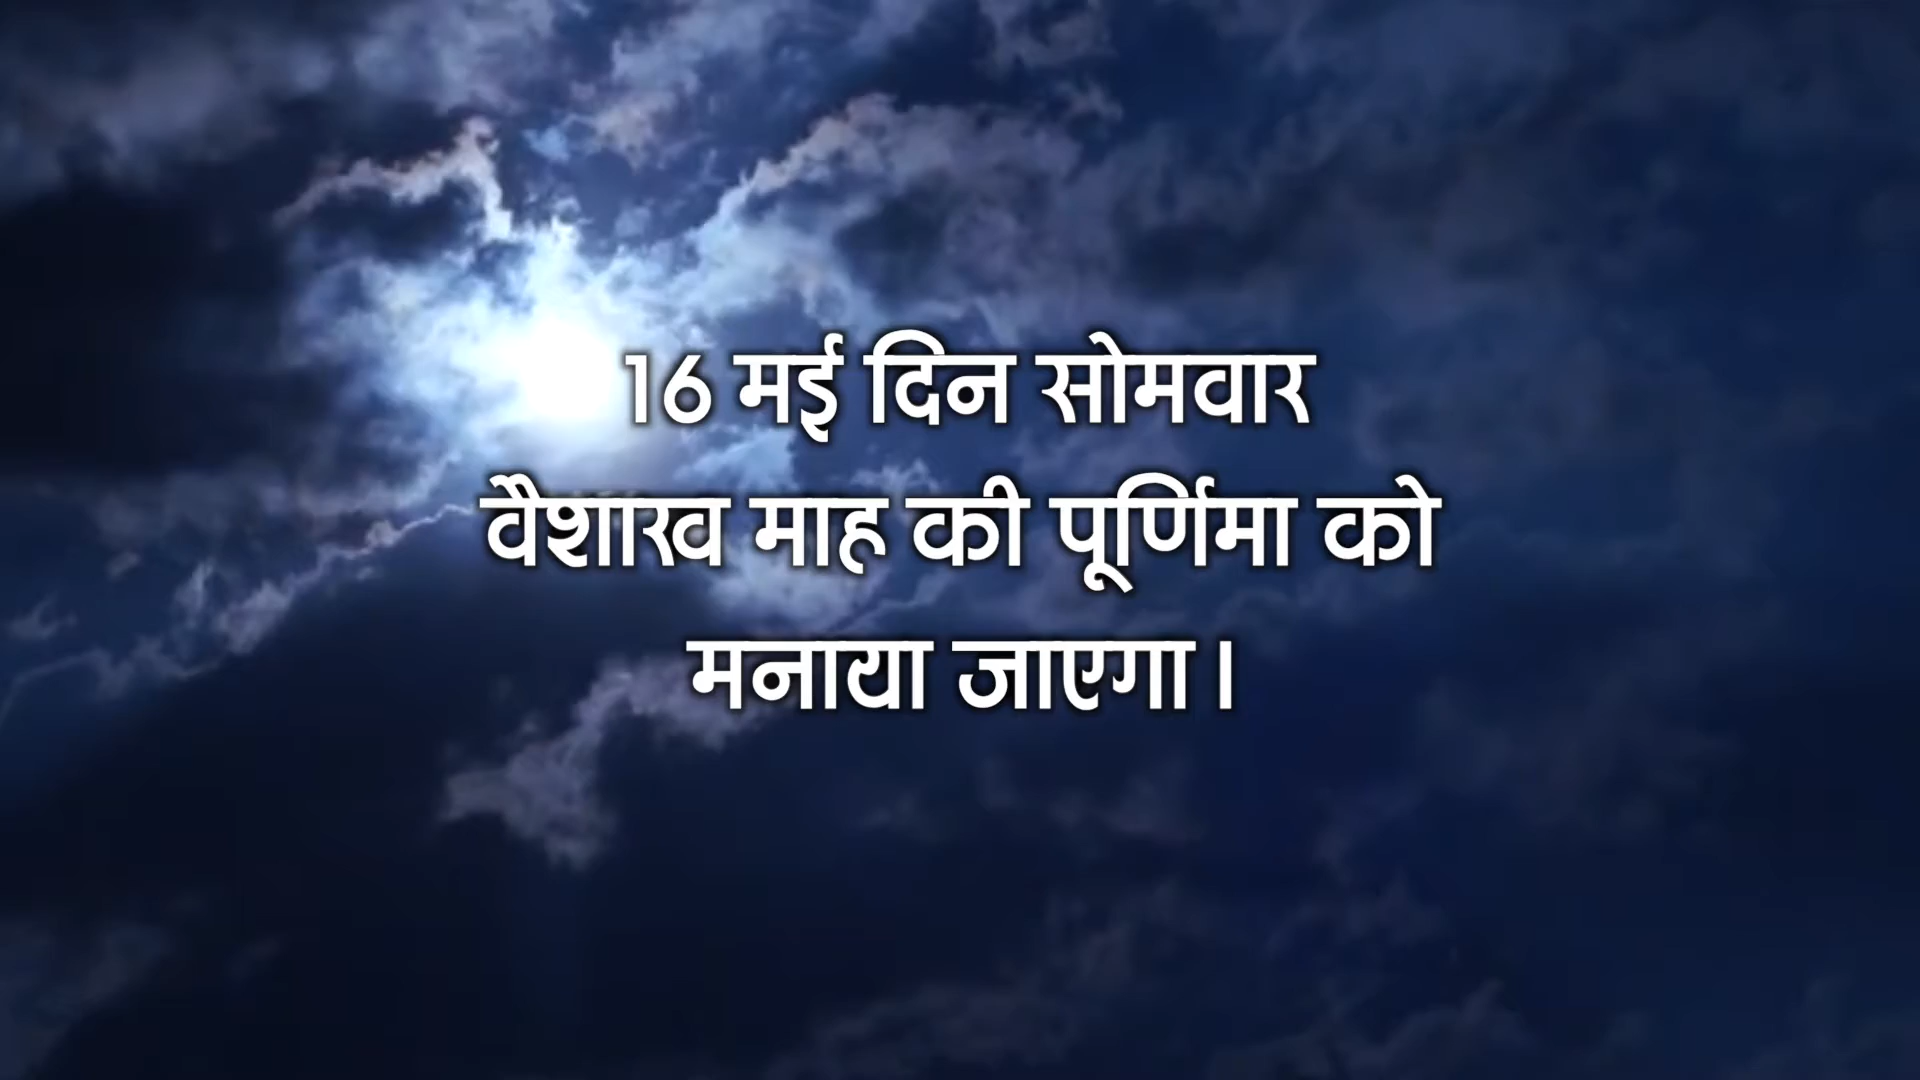 16 मई दिन सोमवार
वैशाख माह की पूर्णिमा को
मनाया जाएगा।